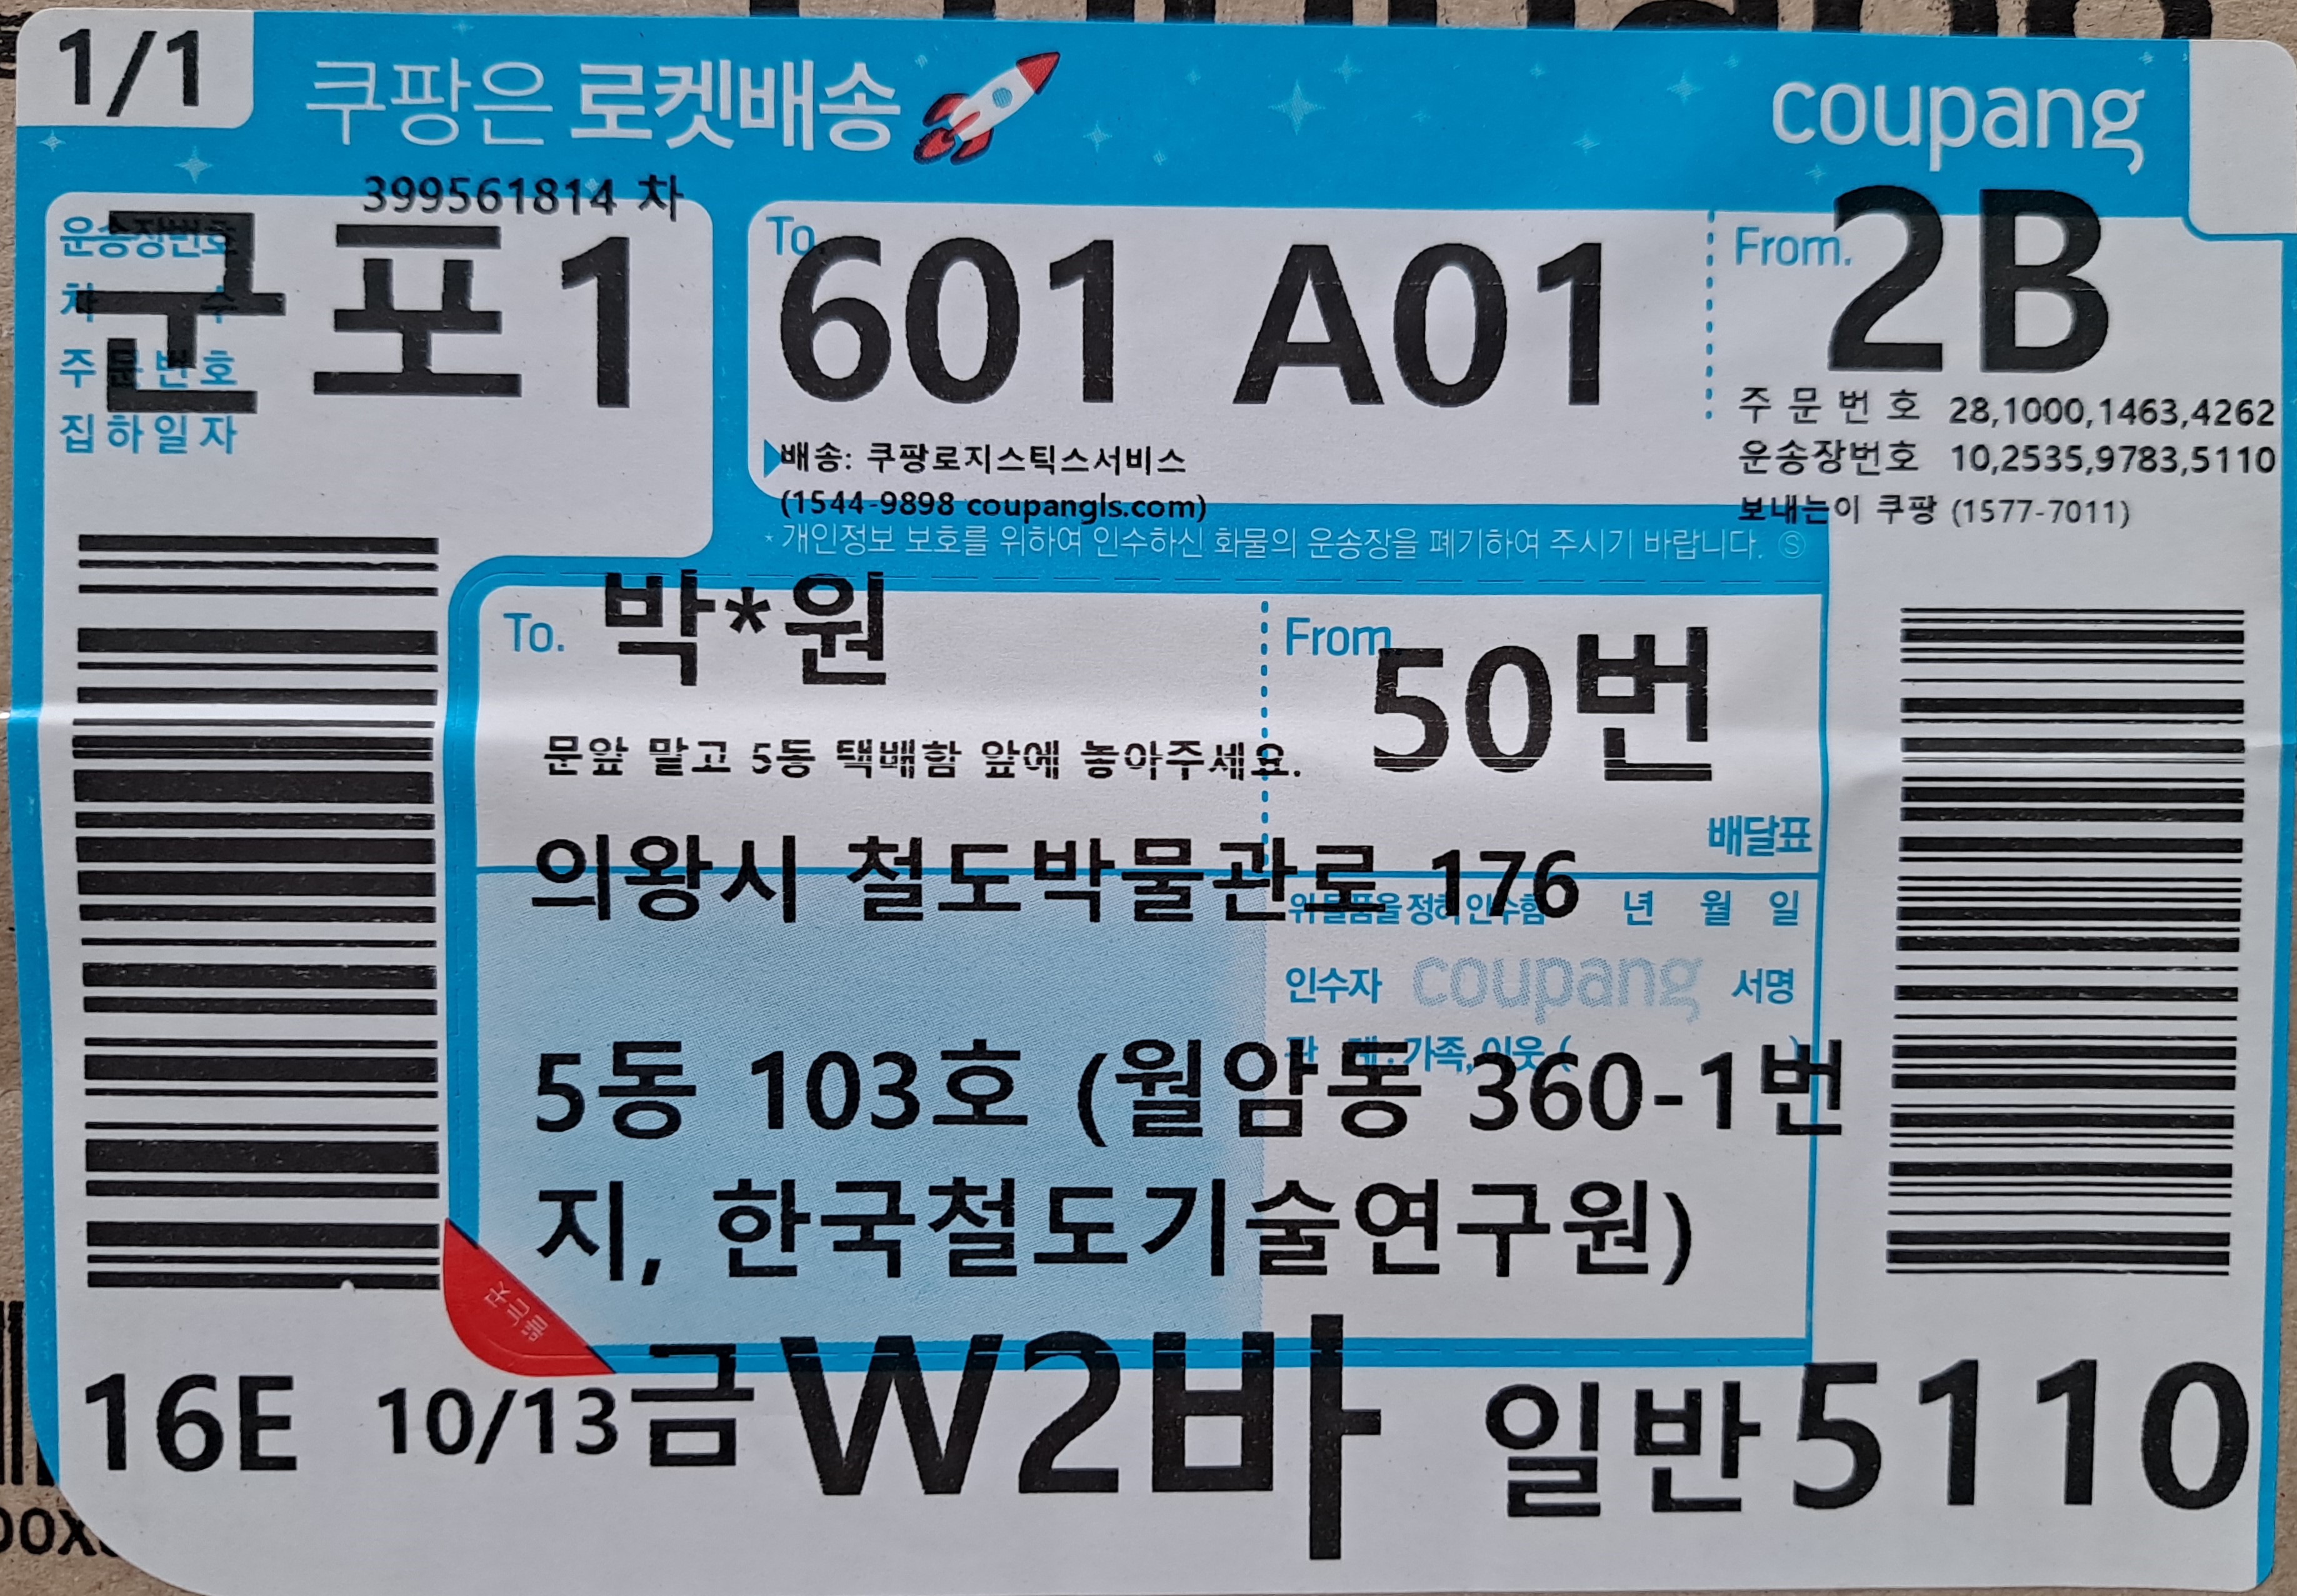 1/1
쿠팡은 로켓배송
coupang
399561814 차
운송장번호
차 수
주문번호
집하일자
군포1
To.
601 A01
From.
2B
배송: 쿠팡로지스틱스서비스
(1544-9898 coupangls.com)
주문번호 28,1000,1463,4262
운송장번호 10,2535,9783,5110
보내는이 쿠팡 (1577-7011)
* 개인정보 보호를 위하여 인수하신 화물의 운송장을 폐기하여 주시기 바랍니다. Ⓢ
To. 박*원
From.
50번
문앞 말고 5동 택배함 앞에 놓아주세요.
배달표
의왕시 철도박물관로 176
위 물품을 정히 인수함 년 월 일
인수자 coupang 서명
관 계 : 가족, 이웃 ( )
5동 103호 (월암동 360-1번
지, 한국철도기술연구원)
뜯는곳
16E 10/13금 W2바 일반 5110